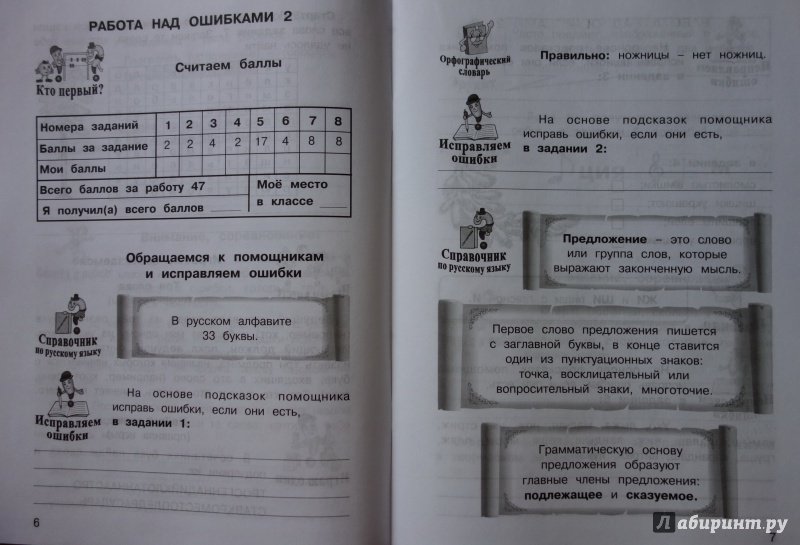 РАБОТА НАД ОШИБКАМИ 2
Считаем баллы
Кто первый?
Номера заданий 1 2 3 4 5 6 7 8
Баллы за задание 2 2 4 2 17 4 8 8
Мои баллы
Всего баллов за работу 47
Моё место
Я получил(а) всего баллов
в классе
Обращаемся к помощникам
и исправляем ошибки
Справочник
по русскому языку
В русском алфавите
33 буквы.
Исправляем
ошибки
На основе подсказок помощника
исправь ошибки, если они есть,
в задании 1:
6
Орфографический
словарь
Правильно: ножницы – нет ножниц.
Исправляем
ошибки
На основе подсказок помощника
исправь ошибки, если они есть,
в задании 2:
Справочник
по русскому языку
Предложение – это слово
или группа слов, которые
выражают законченную мысль.
Первое слово предложения пишется
с заглавной буквы, в конце ставится
один из пунктуационных знаков:
точка, восклицательный или
вопросительный знаки, многоточие.
Грамматическую основу
предложения образуют
главные члены предложения:
подлежащее и сказуемое.
7
Лабиринт.ру